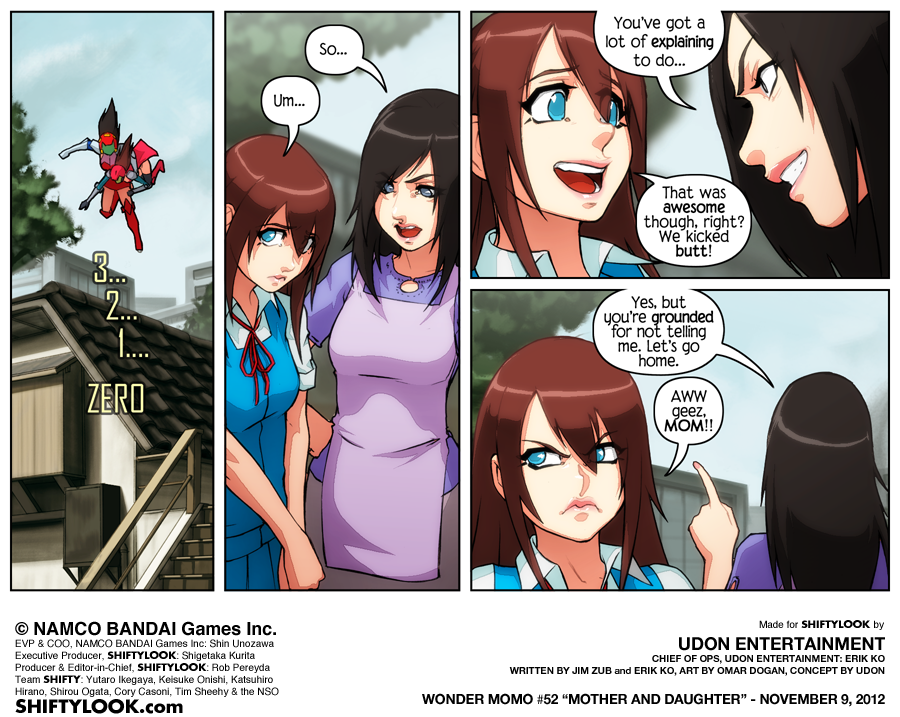 3...
2...
1....
ZERO
So...
Um...
You've got a
lot of explaining
to do...
That was
awesome
though, right?
We kicked
butt!
Yes, but
you're grounded
for not telling
me. Let's go
home.
AWW
geez,
MOM!!
© NAMCO BANDAI Games Inc.
EVP & COO, NAMCO BANDAI Games Inc: Shin Unozawa
Executive Producer, SHIFTYLOOK: Shigetaka Kurita
Producer & Editor-in-Chief, SHIFTYLOOK: Rob Pereyda
Team SHIFTY: Yutaro Ikegaya, Keisuke Onishi, Katsuhiro
Hirano, Shirou Ogata, Cory Casoni, Tim Sheehy & the NSO
SHIFTYLOOK.com
Made for SHIFTYLOOK by
UDON ENTERTAINMENT
CHIEF OF OPS, UDON ENTERTAINMENT: ERIK KO
WRITTEN BY JIM ZUB and ERIK KO, ART BY OMAR DOGAN, CONCEPT BY UDON
WONDER MOMO #52 “MOTHER AND DAUGHTER” - NOVEMBER 9, 2012